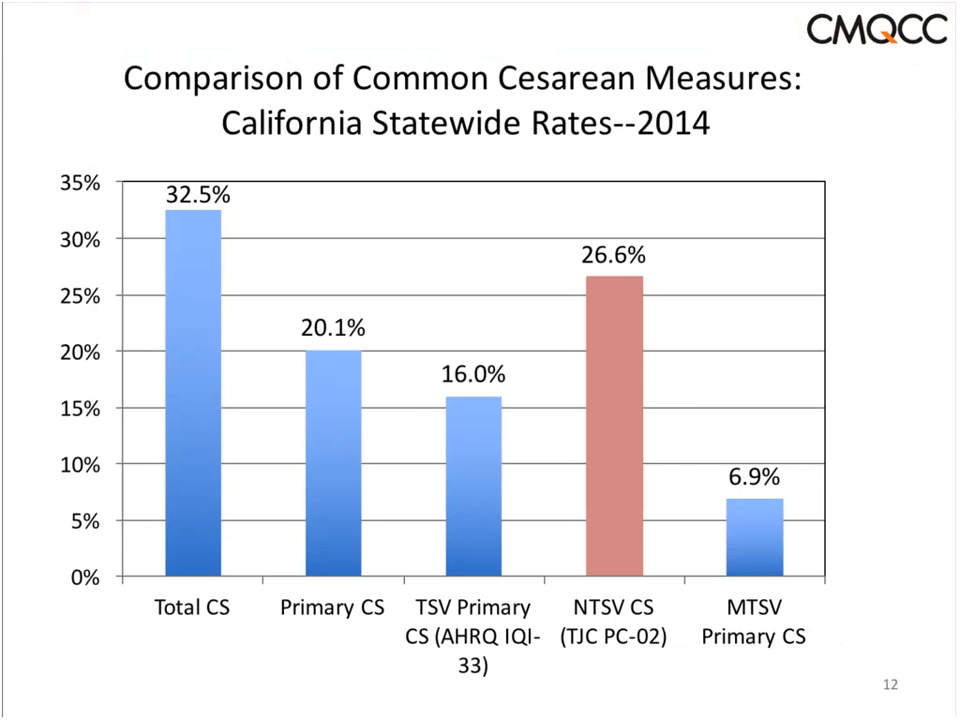 CMQCC
Comparison of Common Cesarean Measures:
California Statewide Rates--2014
35%
30%
25%
20%
15%
10%
5%
0%
32.5%
20.1%
16.0%
26.6%
6.9%
Total CS
Primary CS
TSV Primary
CS (AHRQ IQI-
33)
NTSV CS
(TJC PC-02)
MTSV
Primary CS
12